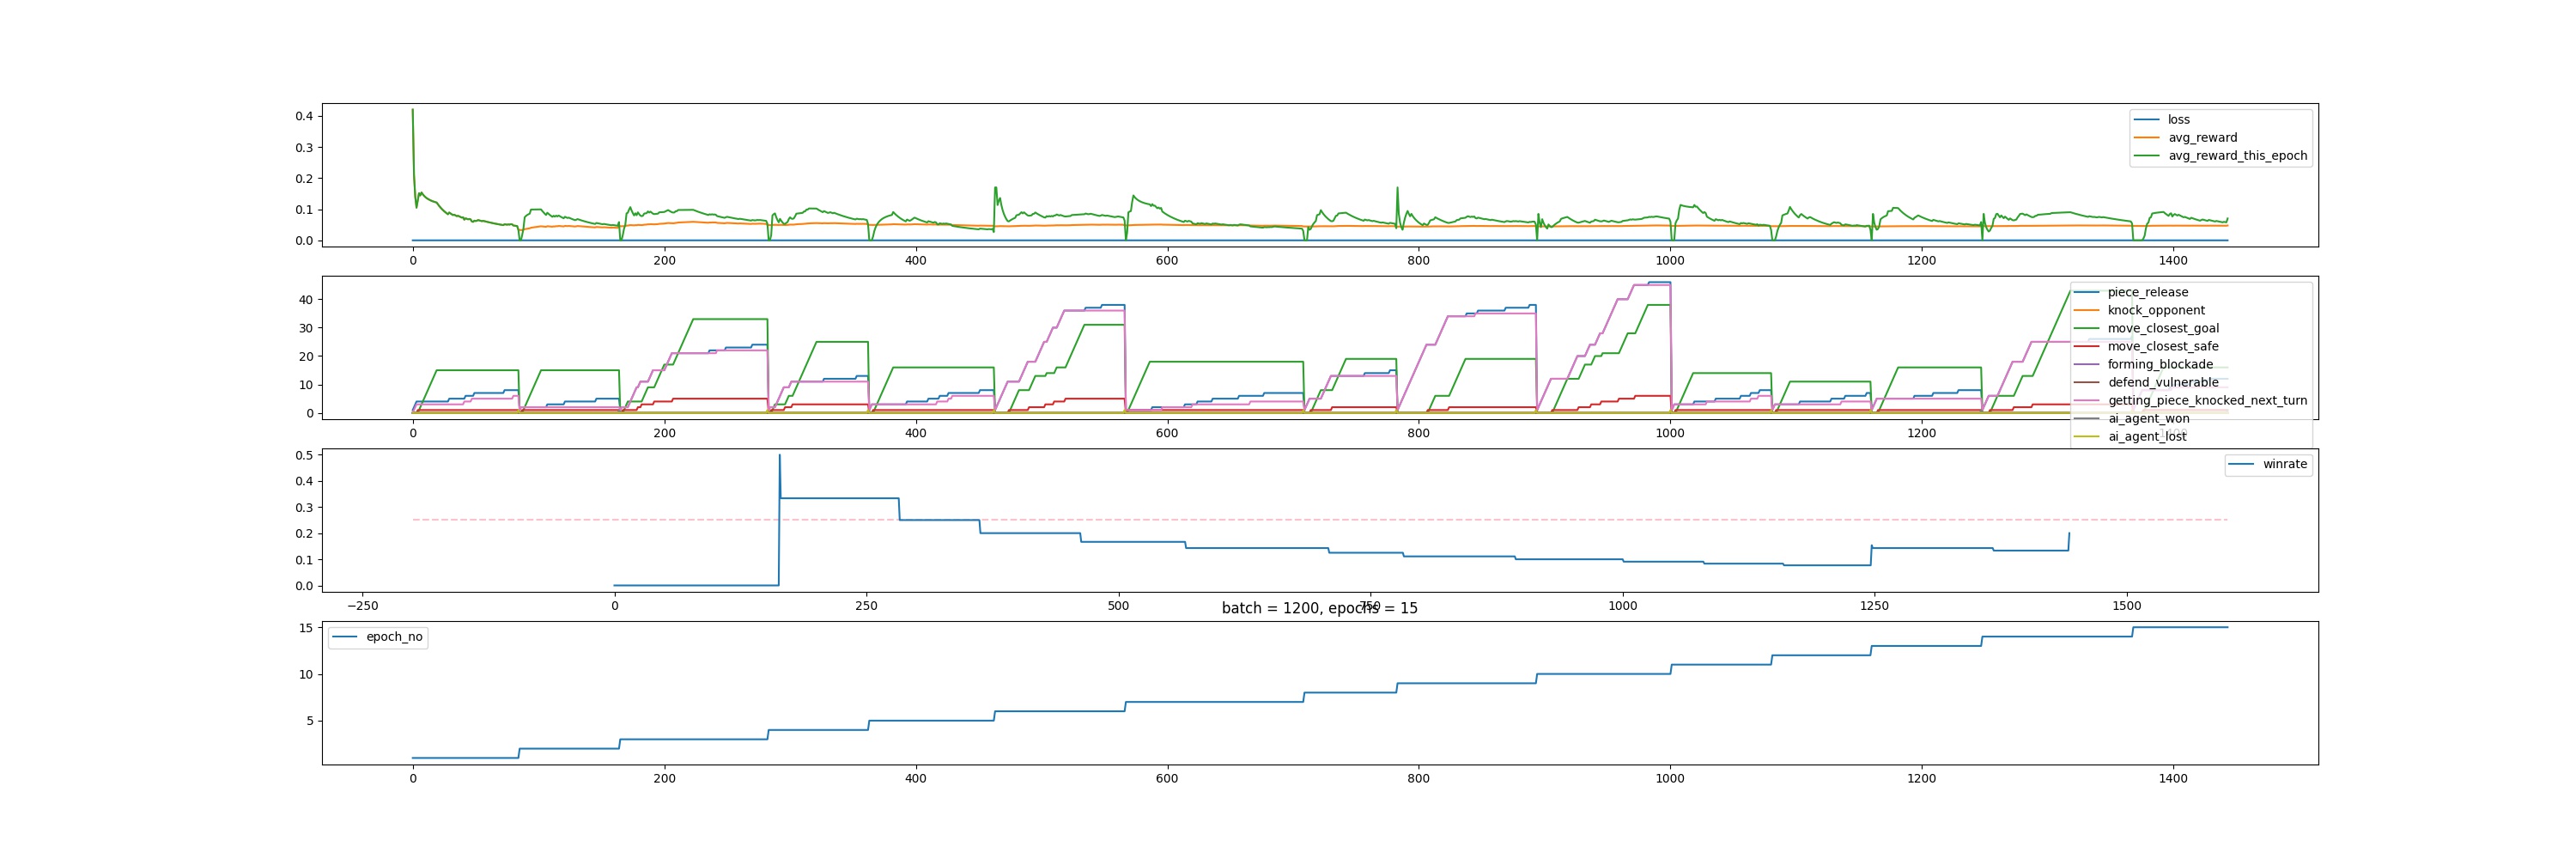 0.4
0.3
0.2
0.1
0.0
loss
avg_reward
avg_reward_this_epoch
0 200 400 600 800 1000 1200 1400
40
30
20
10
0
piece_release
knock_opponent
move_closest_goal
move_closest_safe
forming_blockade
defend_vulnerable
getting_piece_knocked_next_turn
ai_agent_won
ai_agent_lost
0 200 400 600 800 1000 1200 1400
0.5
0.4
0.3
0.2
0.1
0.0
winrate
−250 0 250 500 750 1000 1250 1500
batch = 1200, epochs = 15
15
10
5
epoch_no
0 200 400 600 800 1000 1200 1400